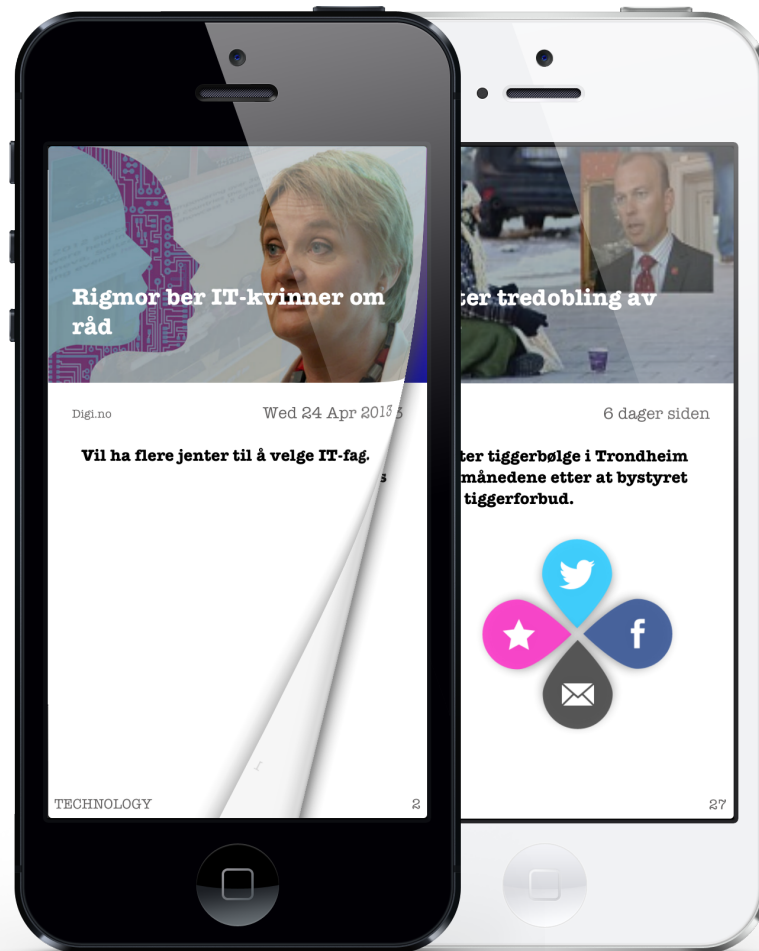 Rigmor ber IT-kvinner om
råd
Digi.no
Wed 24 Apr 2013
Vil ha flere jenter til å velge IT-fag.
TECHNOLOGY
2
ter tredobling av
6 dager siden
ter tiggerbølge i Trondheim
månedene etter at bystyret
tiggerforbud.
f
27